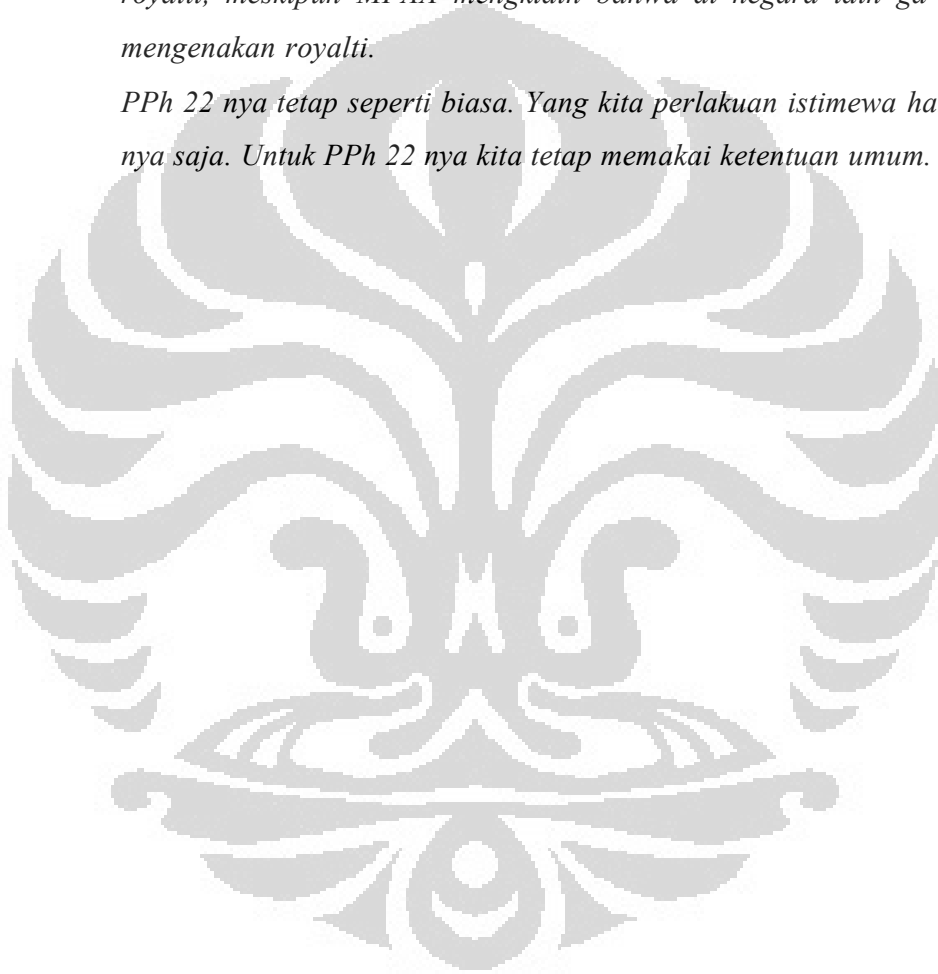 royalti, meskipun MPAA mengklaim bahwa di negara lain ga
mengenakan royalti.
PPh 22 nya tetap seperti biasa. Yang kita perlakuan istimewa ha
nya saja. Untuk PPh 22 nya kita tetap memakai ketentuan umum.